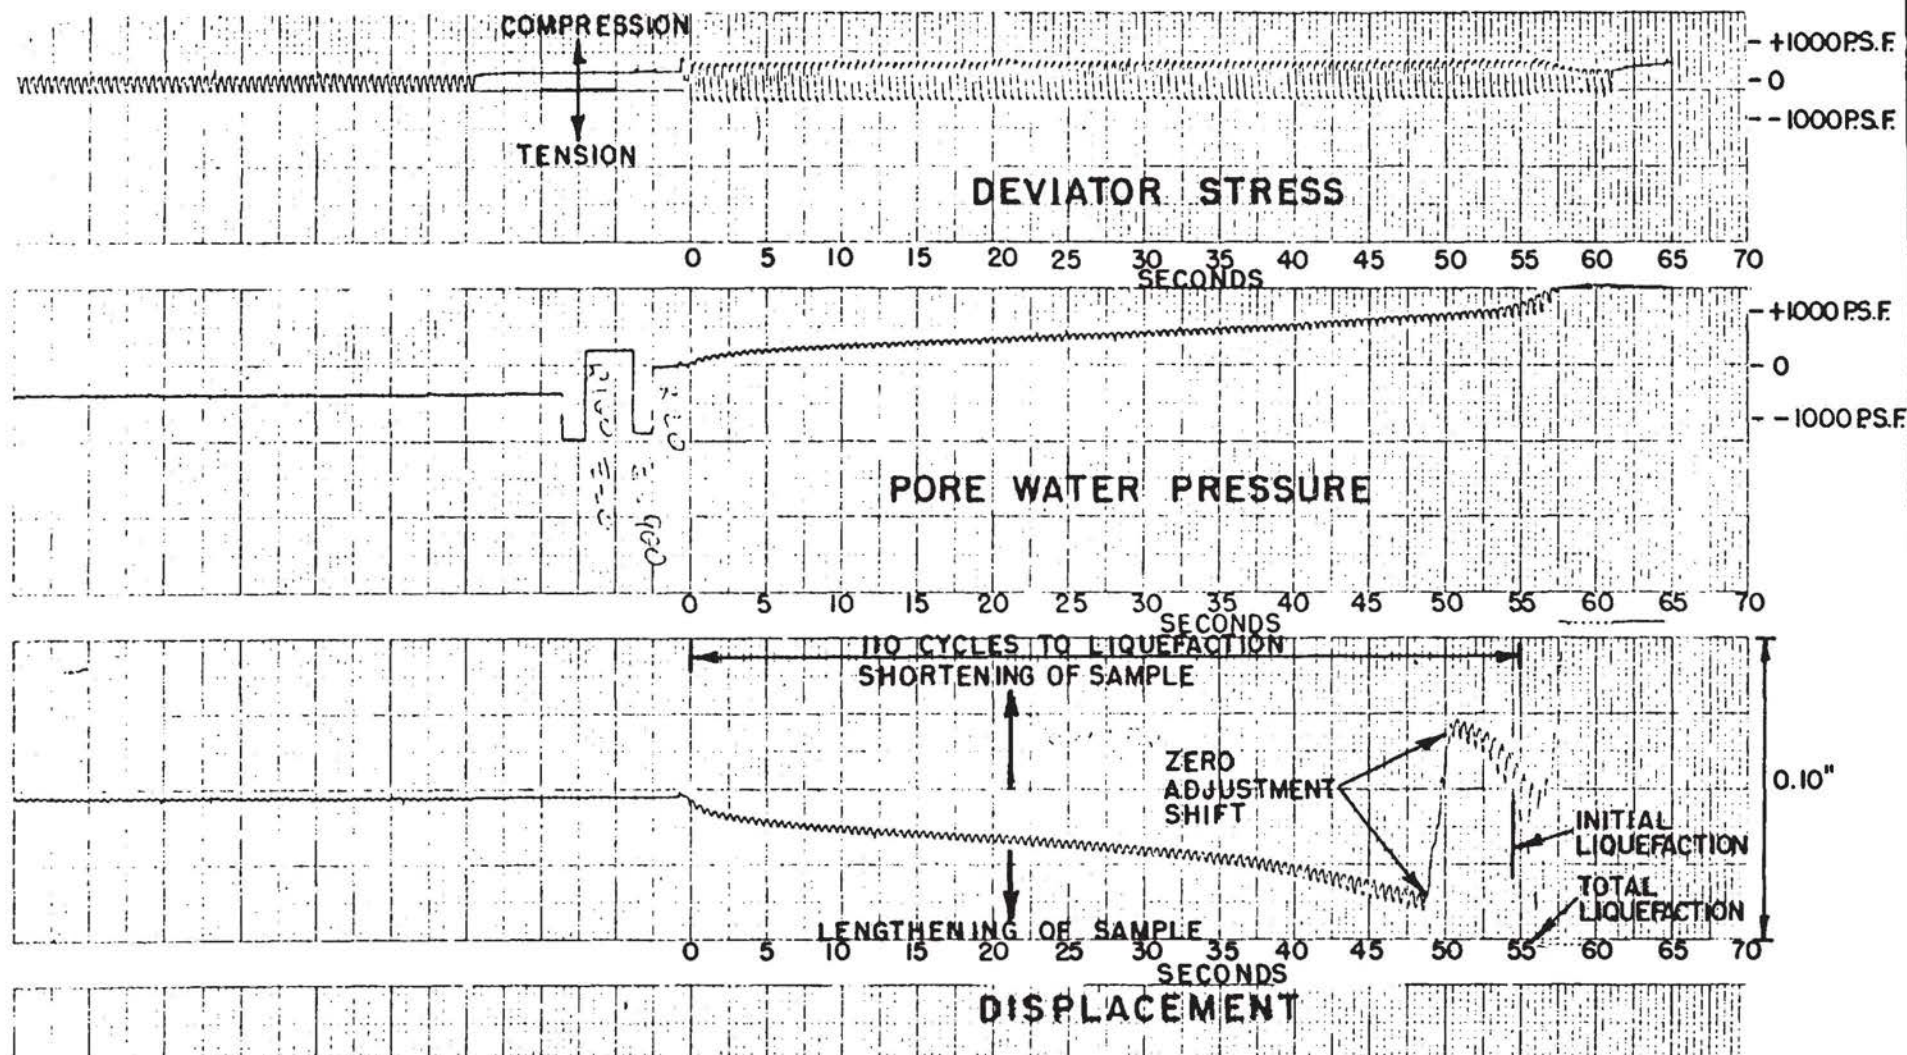 COMPRESSION
TENSION
+1000 P.S.F.
0
-1000 P.S.F.
DEVIATOR STRESS
0 5 10 15 20 25 30 35 40 45 50 55 60 65 70
SECONDS
+1000 P.S.F.
0
-1000 P.S.F.
PORE WATER PRESSURE
0 5 10 15 20 25 30 35 40 45 50 55 60 65 70
SECONDS
110 CYCLES TO LIQUEFACTION
SHORTENING OF SAMPLE
ZERO
ADJUSTMENT
SHIFT
0.10"
INITIAL
LIQUEFACTION
TOTAL
LIQUEFACTION
LENGTHENING OF SAMPLE
0 5 10 15 20 25 30 35 40 45 50 55 60 65 70
SECONDS
DISPLACEMENT